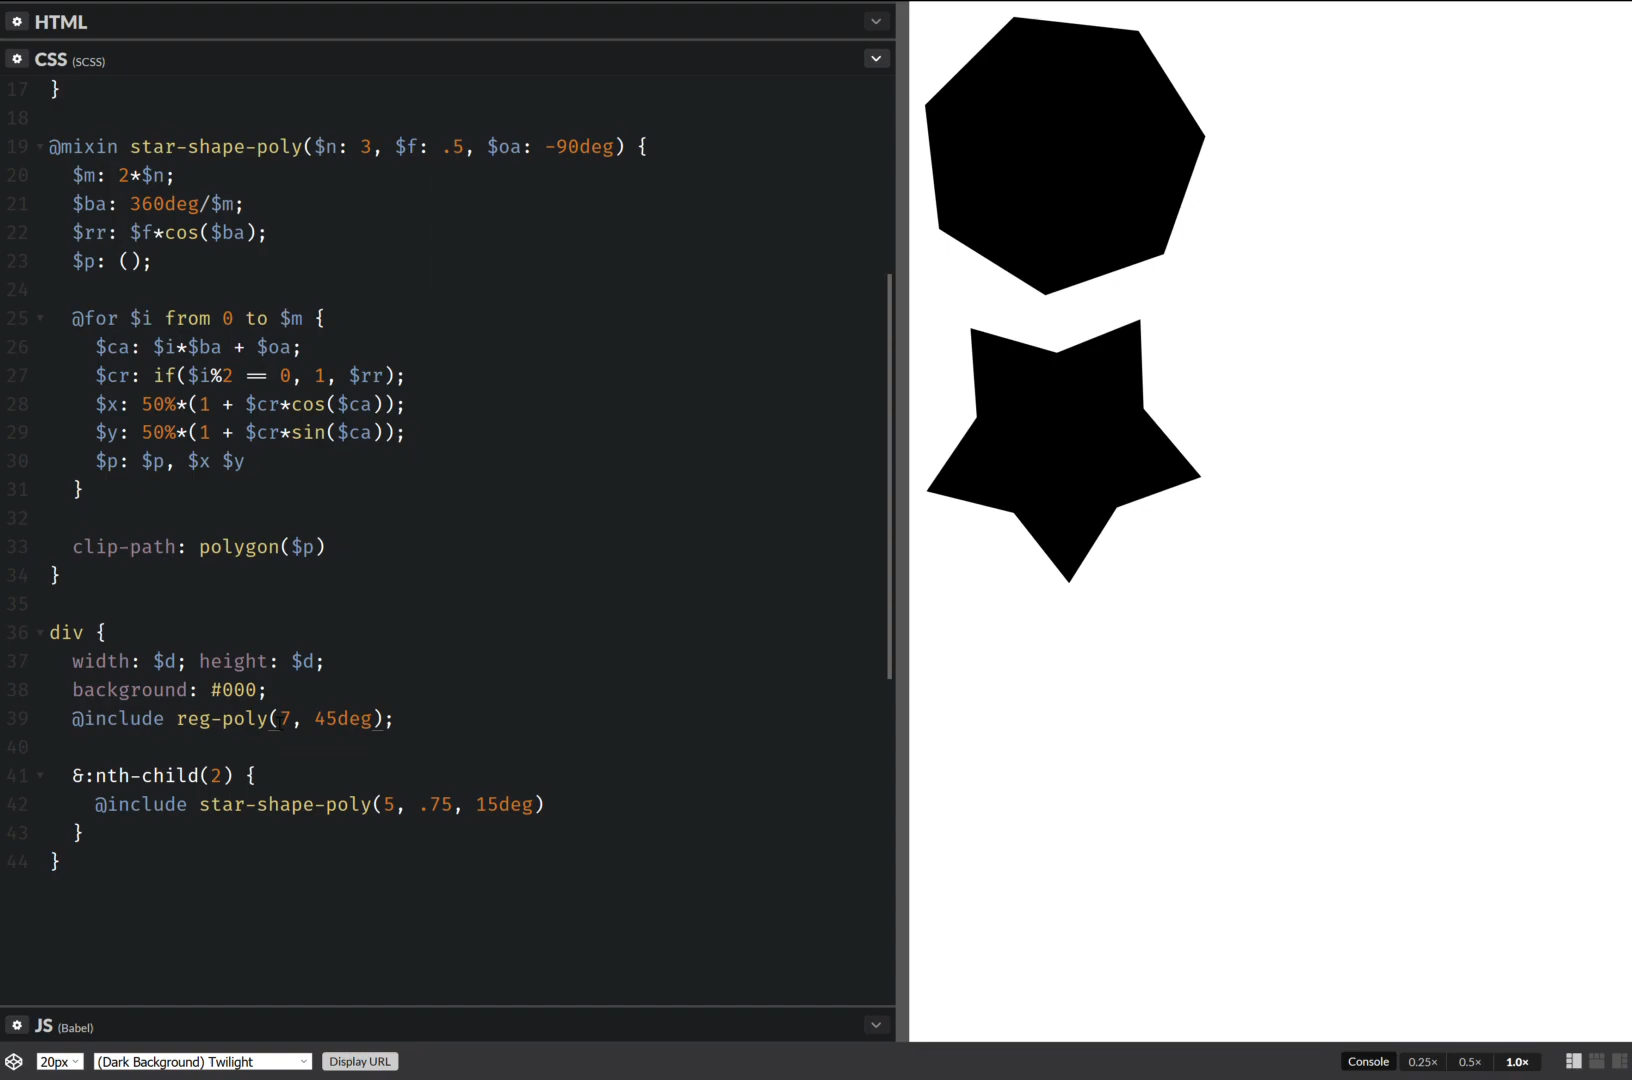 HTML
CSS (SCSS)
17 }
18
19 @mixin star-shape-poly($n: 3, $f: .5, $oa: -90deg) {
20 $m: 2*$n;
21 $ba: 360deg/$m;
22 $rr: $f*cos($ba);
23 $p: ();
24
25 @for $i from 0 to $m {
26 $ca: $i*$ba + $oa;
27 $cr: if($i%2 == 0, 1, $rr);
28 $x: 50%*(1 + $cr*cos($ca));
29 $y: 50%*(1 + $cr*sin($ca));
30 $p: $p, $x $y
31 }
32
33 clip-path: polygon($p)
34 }
35
36 div {
37 width: $d; height: $d;
38 background: #000;
39 @include reg-poly(7, 45deg);
40
41 &:nth-child(2) {
42 @include star-shape-poly(5, .75, 15deg)
43 }
44 }
JS (Babel)
20px (Dark Background) Twilight Display URL Console 0.25× 0.5× 1.0×